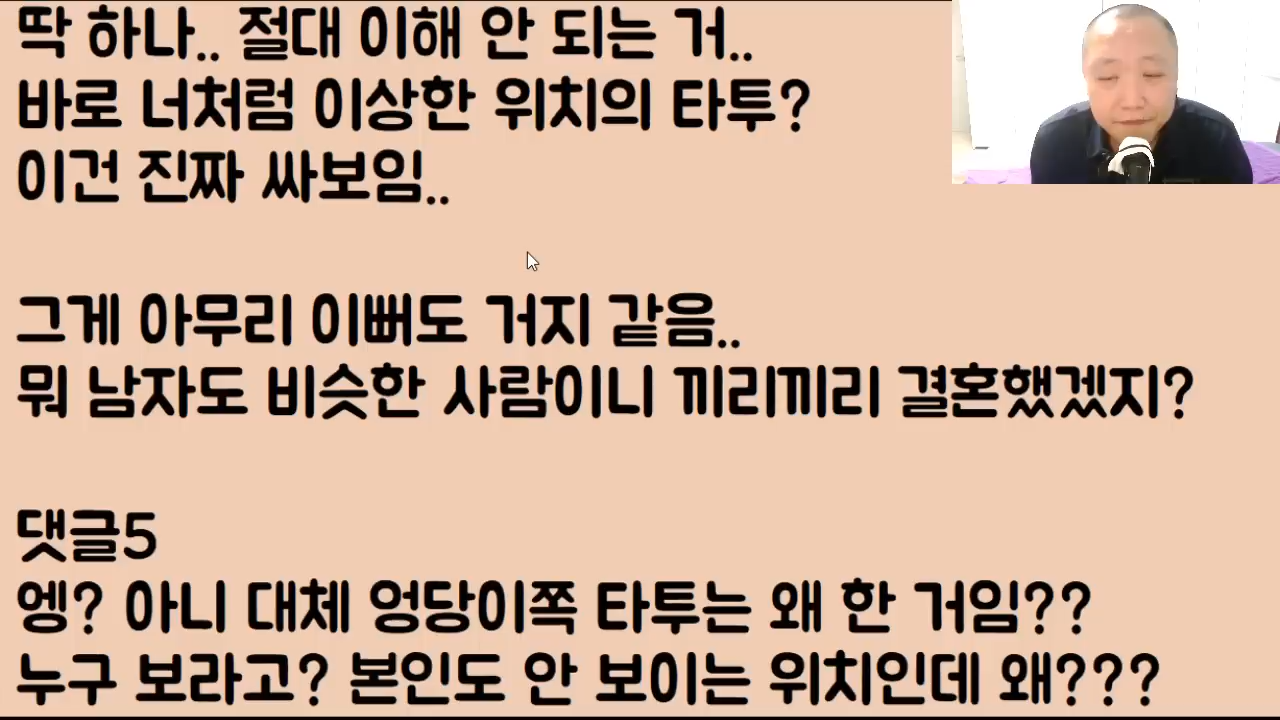 딱 하나.. 절대 이해 안 되는 거..
바로 너처럼 이상한 위치의 타투?
이건 진짜 싸보임..
그게 아무리 이뻐도 거지 같음..
뭐 남자도 비슷한 사람이니 끼리끼리 결혼했겠지?
댓글5
엥? 아니 대체 엉당이쪽 타투는 왜 한 거임??
누구 보라고? 본인도 안 보이는 위치인데 왜???